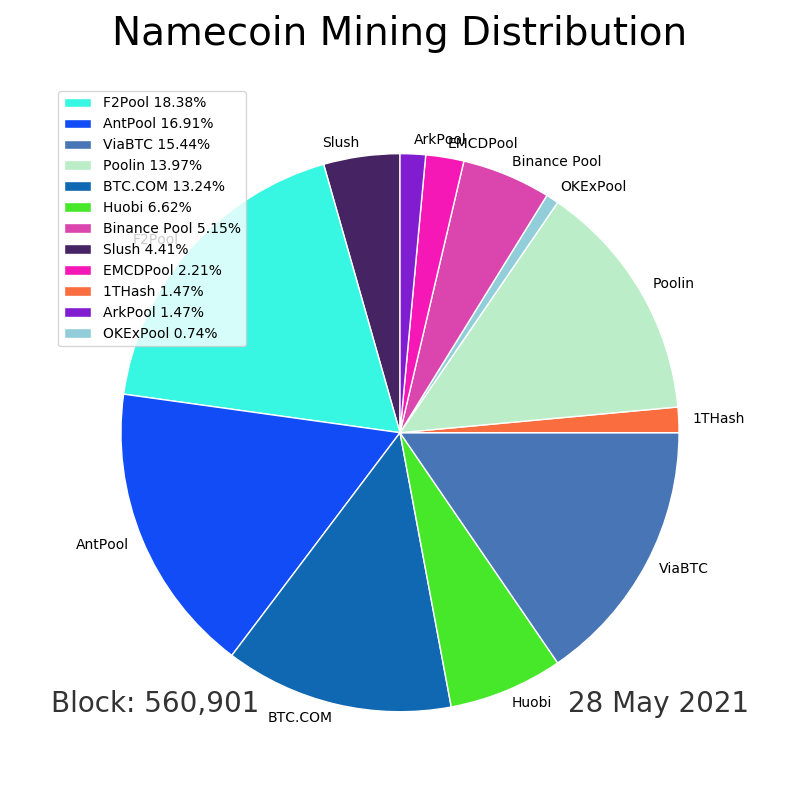 Namecoin Mining Distribution
F2Pool 18.38%
AntPool 16.91%
ViaBTC 15.44%
Poolin 13.97%
BTC.COM 13.24%
Huobi 6.62%
Binance Pool 5.15%
Slush 4.41%
EMCDPool 2.21%
1THash 1.47%
ArkPool 1.47%
OKExPool 0.74%
Slush
ArkPool
EMCDPool
Binance Pool
OKExPool
F2Pool
Poolin
1THash
AntPool
ViaBTC
Huobi
BTC.COM
Block: 560,901
28 May 2021